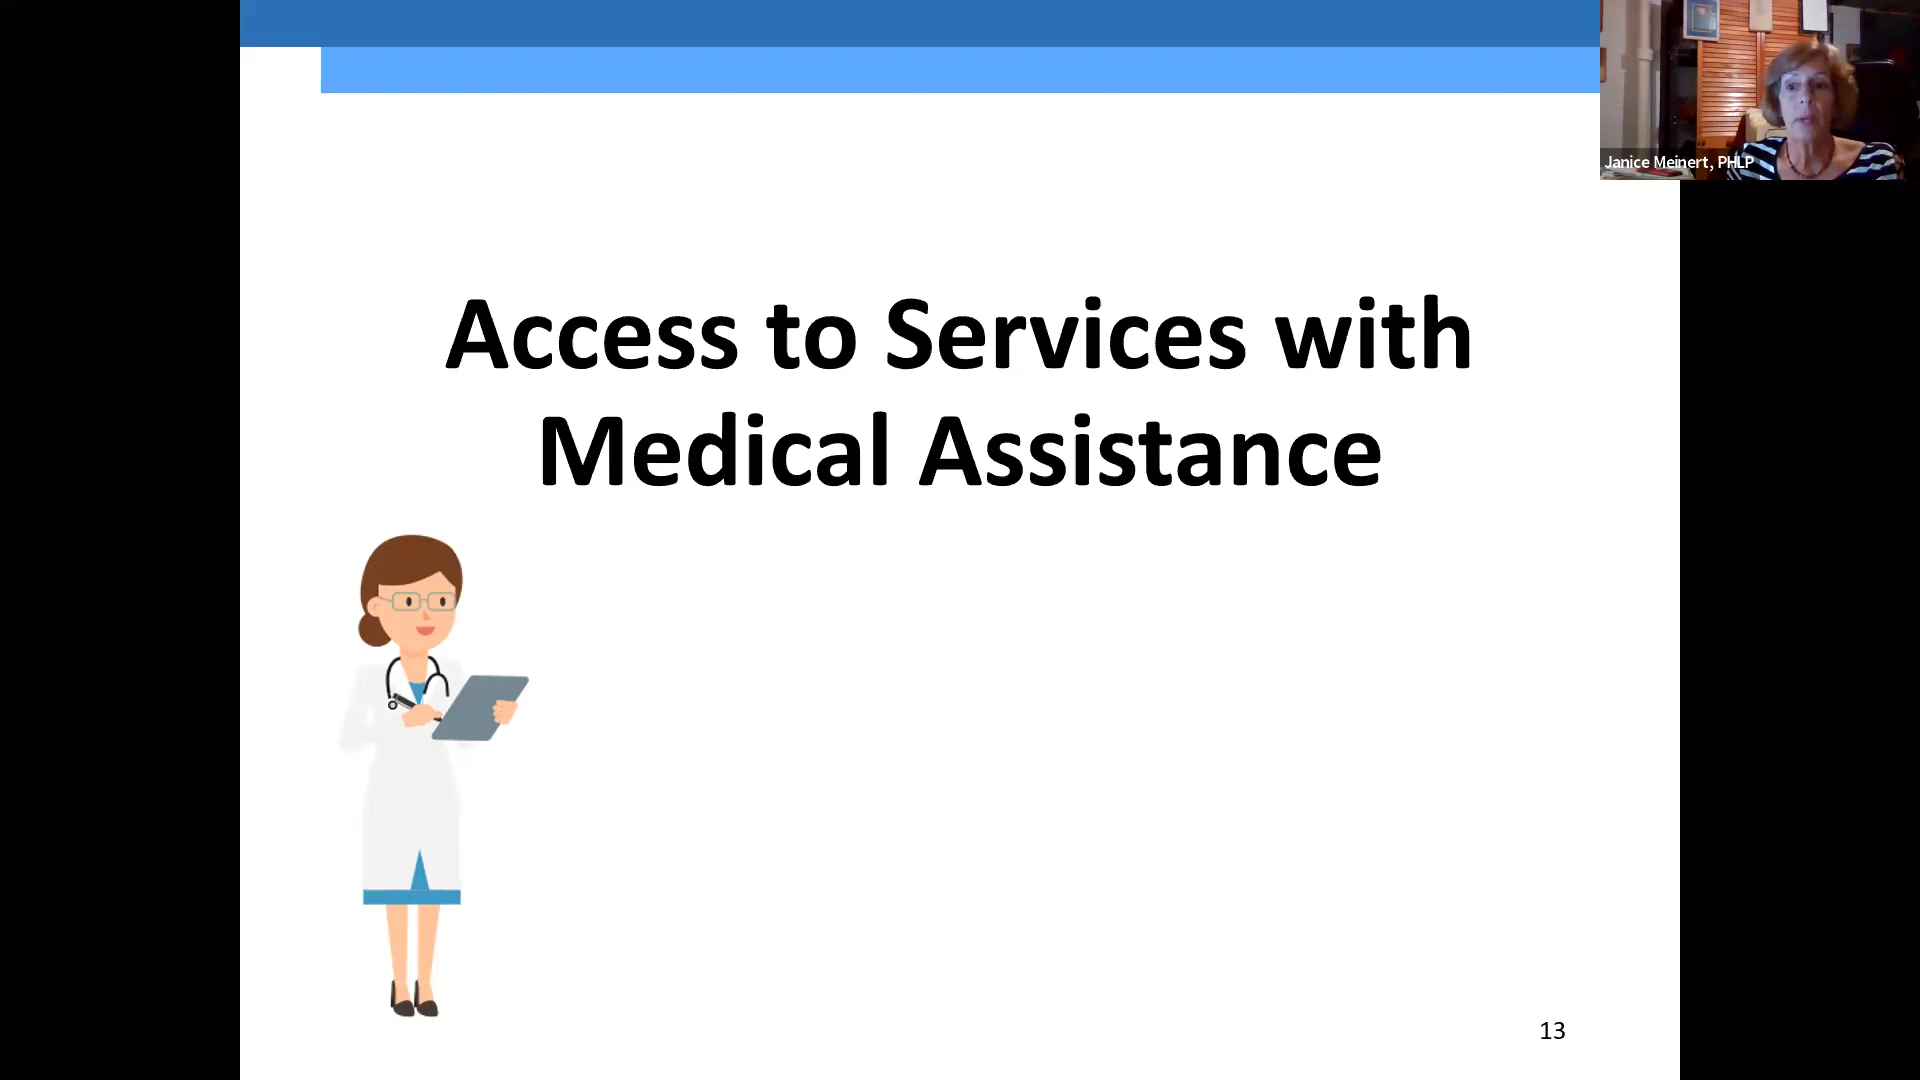 Janice Meinert, PHLP
Access to Services with
Medical Assistance
13